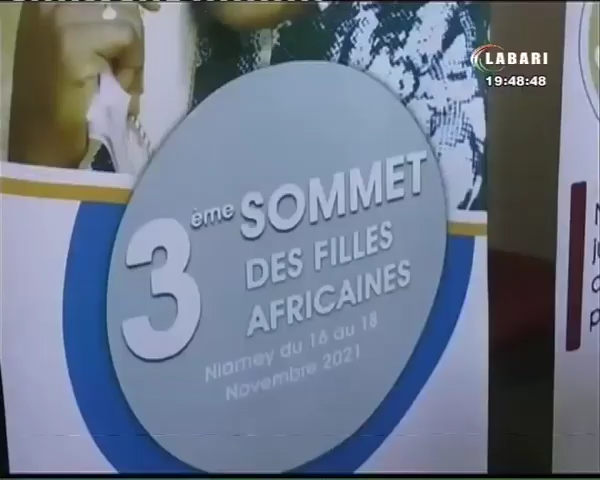 LABARI
19:48:48
3ème SOMMET
DES FILLES
AFRICAINES
Niamey du 16 au 18
Novembre 2021